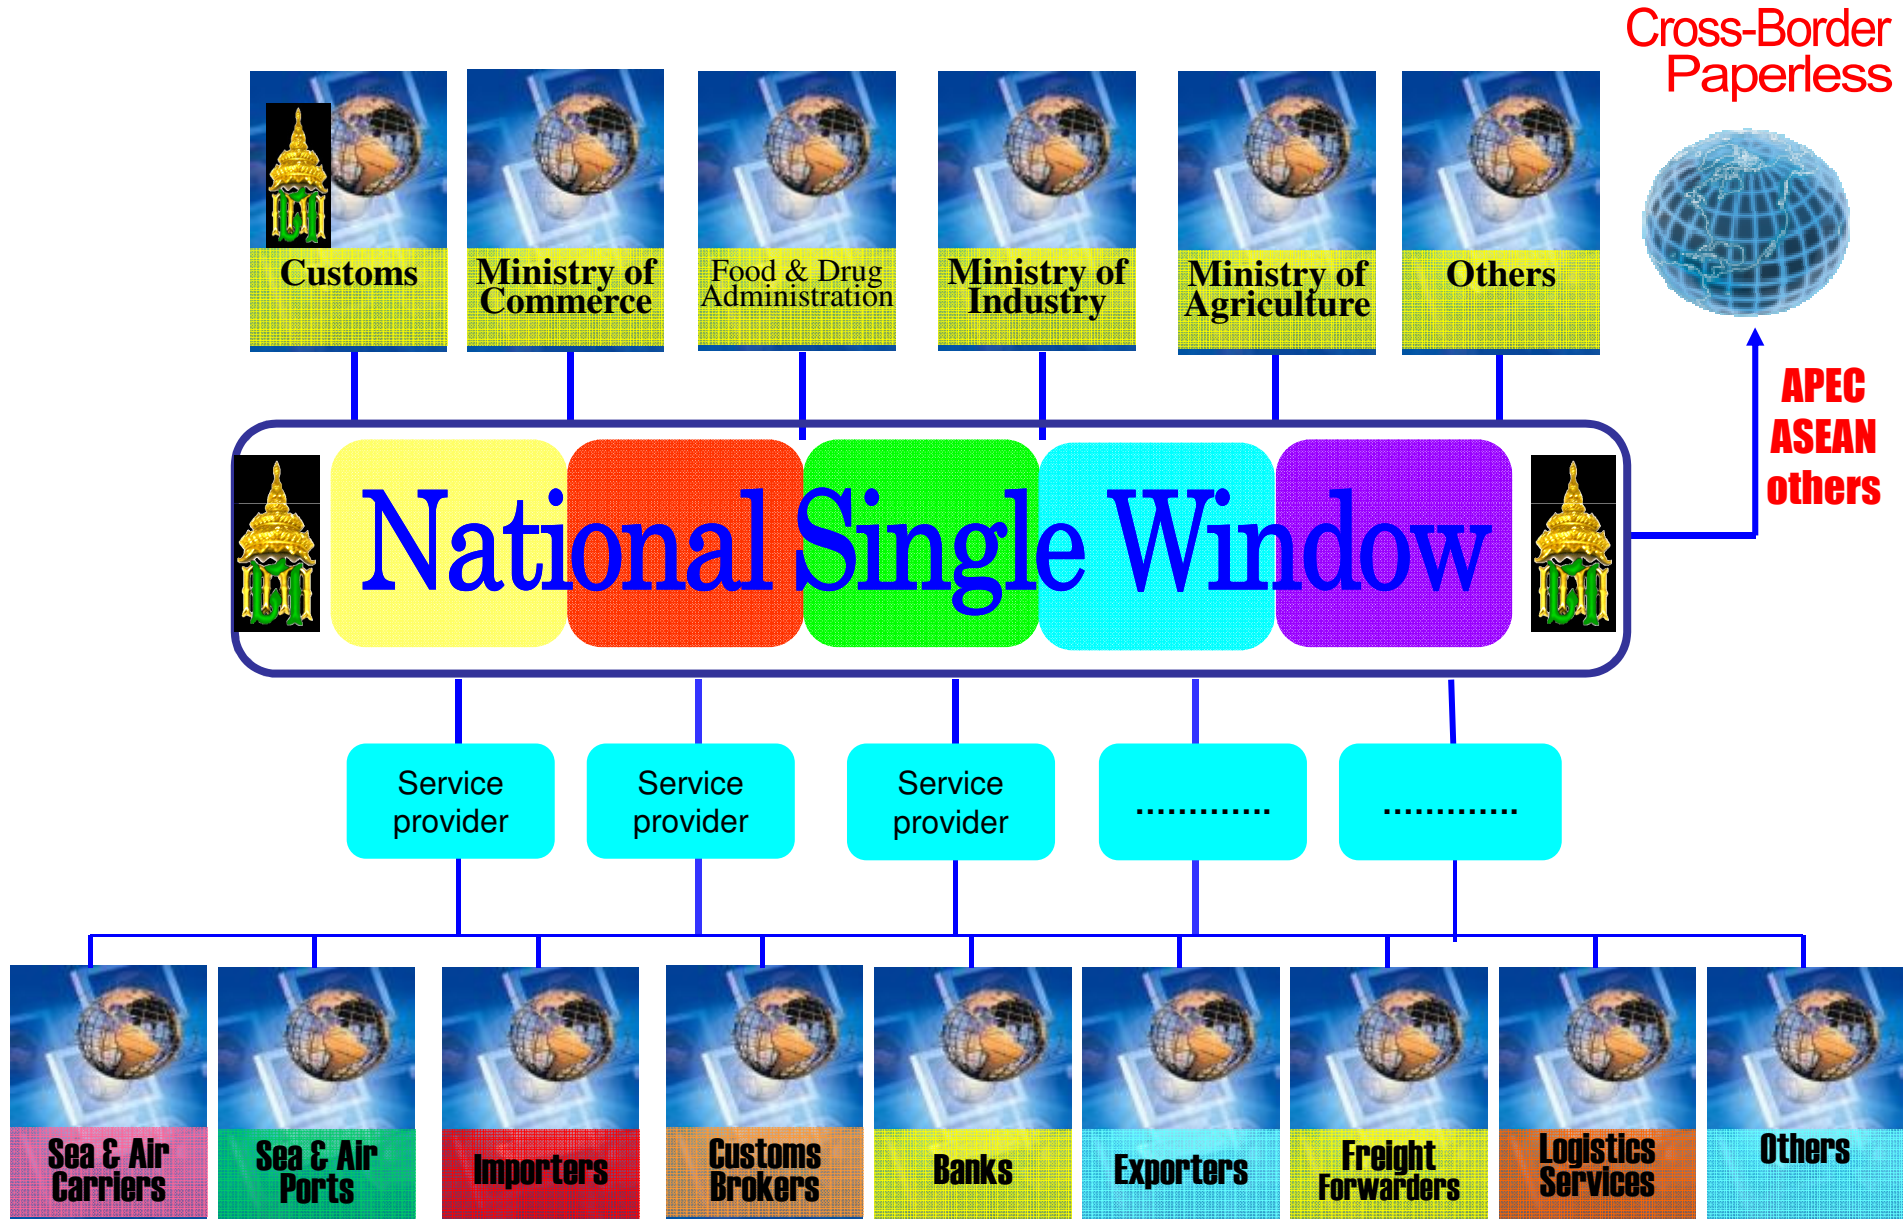 Cross-Border
Paperless
Customs
Ministry of
Commerce
Food & Drug
Administration
Ministry of
Industry
Ministry of
Agriculture
Others
APEC
ASEAN
others
National Single Window
Service
provider
Service
provider
Service
provider
.............
.............
Sea & Air
Carriers
Sea & Air
Ports
Importers
Customs
Brokers
Banks
Exporters
Freight
Forwarders
Logistics
Services
Others